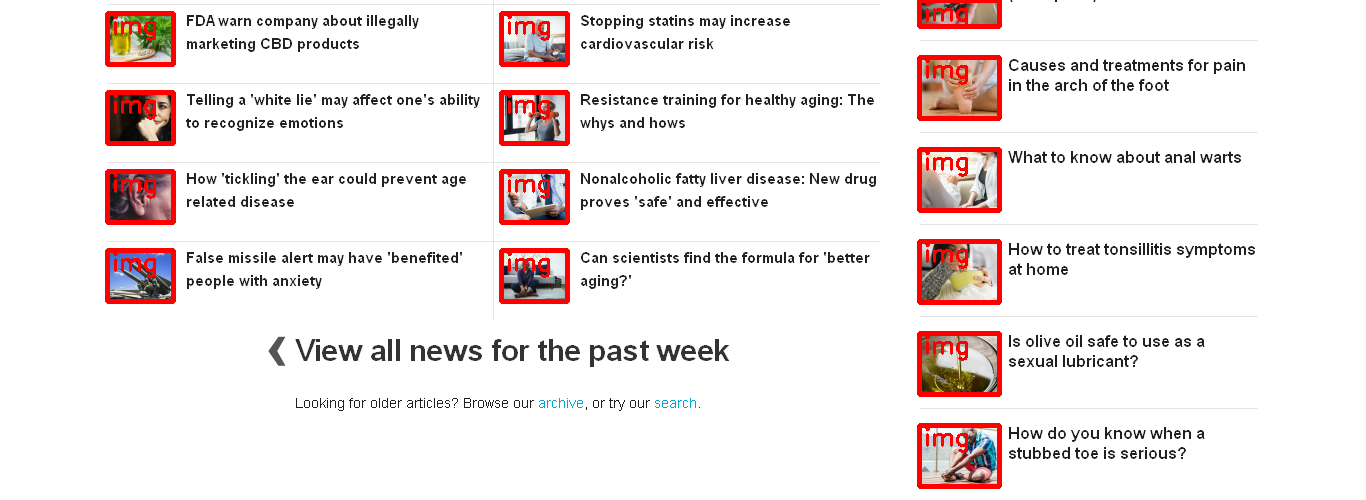 img
FDA warn company about illegally
marketing CBD products
img
Stopping statins may increase
cardiovascular risk
img
Telling a 'white lie' may affect one's ability
to recognize emotions
img
Resistance training for healthy aging: The
whys and hows
img
How 'tickling' the ear could prevent age
related disease
img
Nonalcoholic fatty liver disease: New drug
proves 'safe' and effective
img
False missile alert may have 'benefited'
people with anxiety
img
Can scientists find the formula for 'better
aging?'
❮ View all news for the past week
Looking for older articles? Browse our archive, or try our search.
img
Causes and treatments for pain
in the arch of the foot
img
What to know about anal warts
img
How to treat tonsillitis symptoms
at home
img
Is olive oil safe to use as a
sexual lubricant?
img
How do you know when a
stubbed toe is serious?